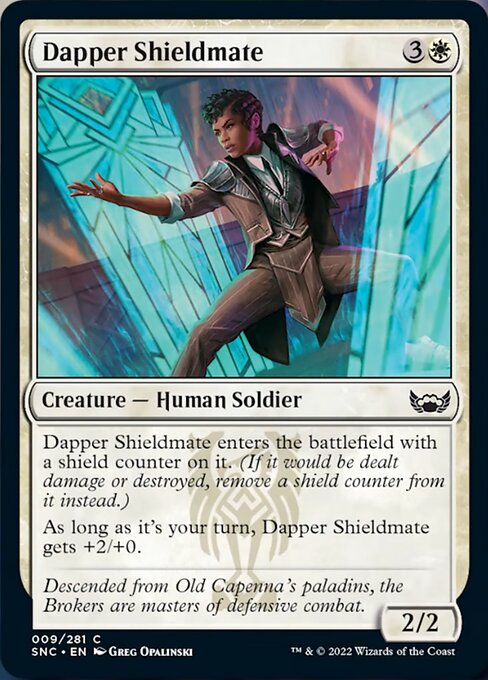 Dapper Shieldmate 3
Creature — Human Soldier
Dapper Shieldmate enters the battlefield with
a shield counter on it. (If it would be dealt
damage or destroyed, remove a shield counter from
it instead.)
As long as it's your turn, Dapper Shieldmate
gets +2/+0.
Descended from Old Capenna's paladins, the
Brokers are masters of defensive combat.
2/2
009/281 C
SNC • EN Greg Opalinski
™ & © 2022 Wizards of the Coast